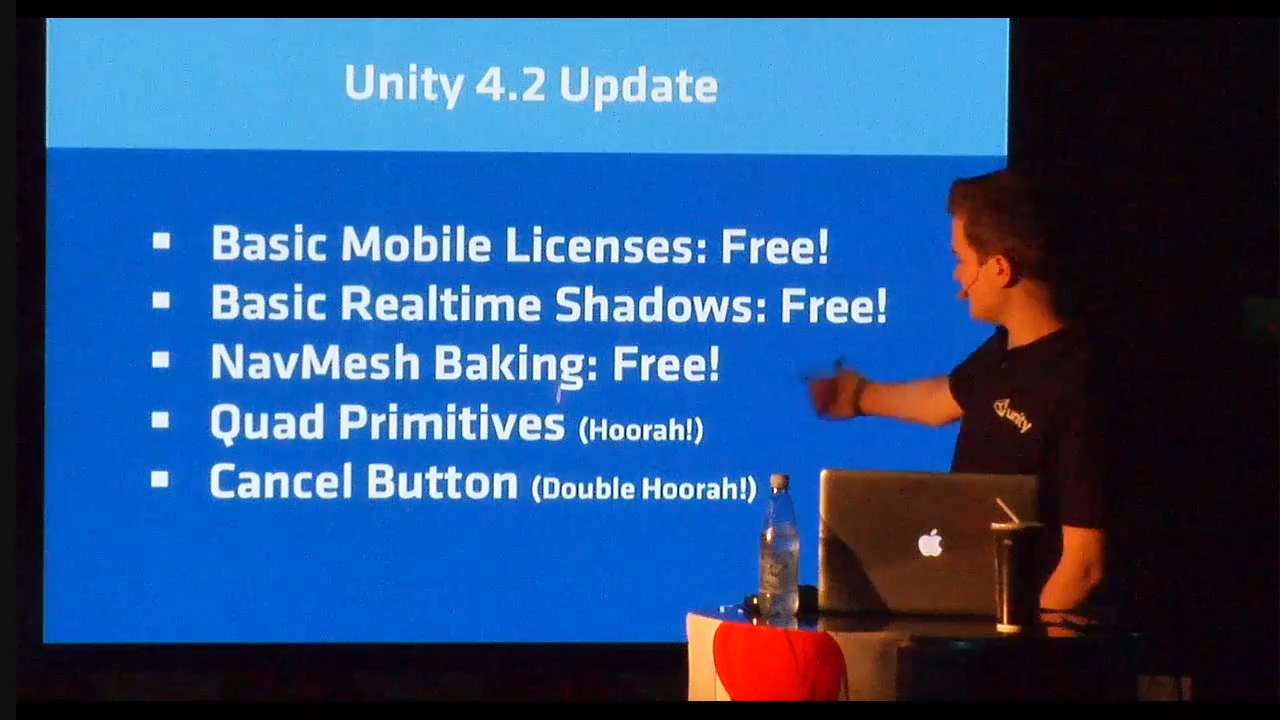 Unity 4.2 Update
Basic Mobile Licenses: Free!
Basic Realtime Shadows: Free!
NavMesh Baking: Free!
Quad Primitives (Hoorah!)
Cancel Button (Double Hoorah!)
unity